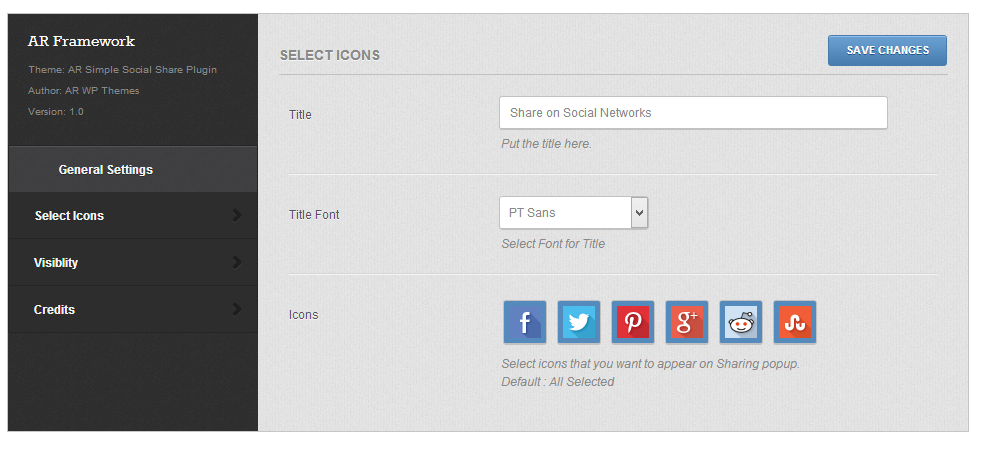 AR Framework
Theme: AR Simple Social Share Plugin
Author: AR WP Themes
Version: 1.0
General Settings
Select Icons
Visiblity
Credits
SELECT ICONS
SAVE CHANGES
Title
Share on Social Networks
Put the title here.
Title Font
PT Sans
Select Font for Title
Icons
Select icons that you want to appear on Sharing popup.
Default : All Selected